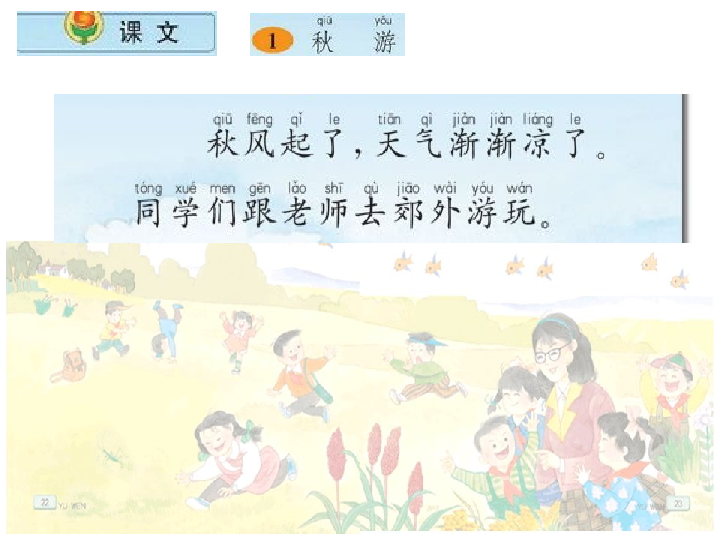 课文
qiū yóu
1 秋 游
qiū fēng qǐ le tiān qì jiàn jiàn liáng le
秋风起了，天气渐渐凉了。
tóng xué men gēn lǎo shī qù jiāo wài yóu wán
同学们跟老师去郊外游玩。
22 YU WEN
YU WEN 23